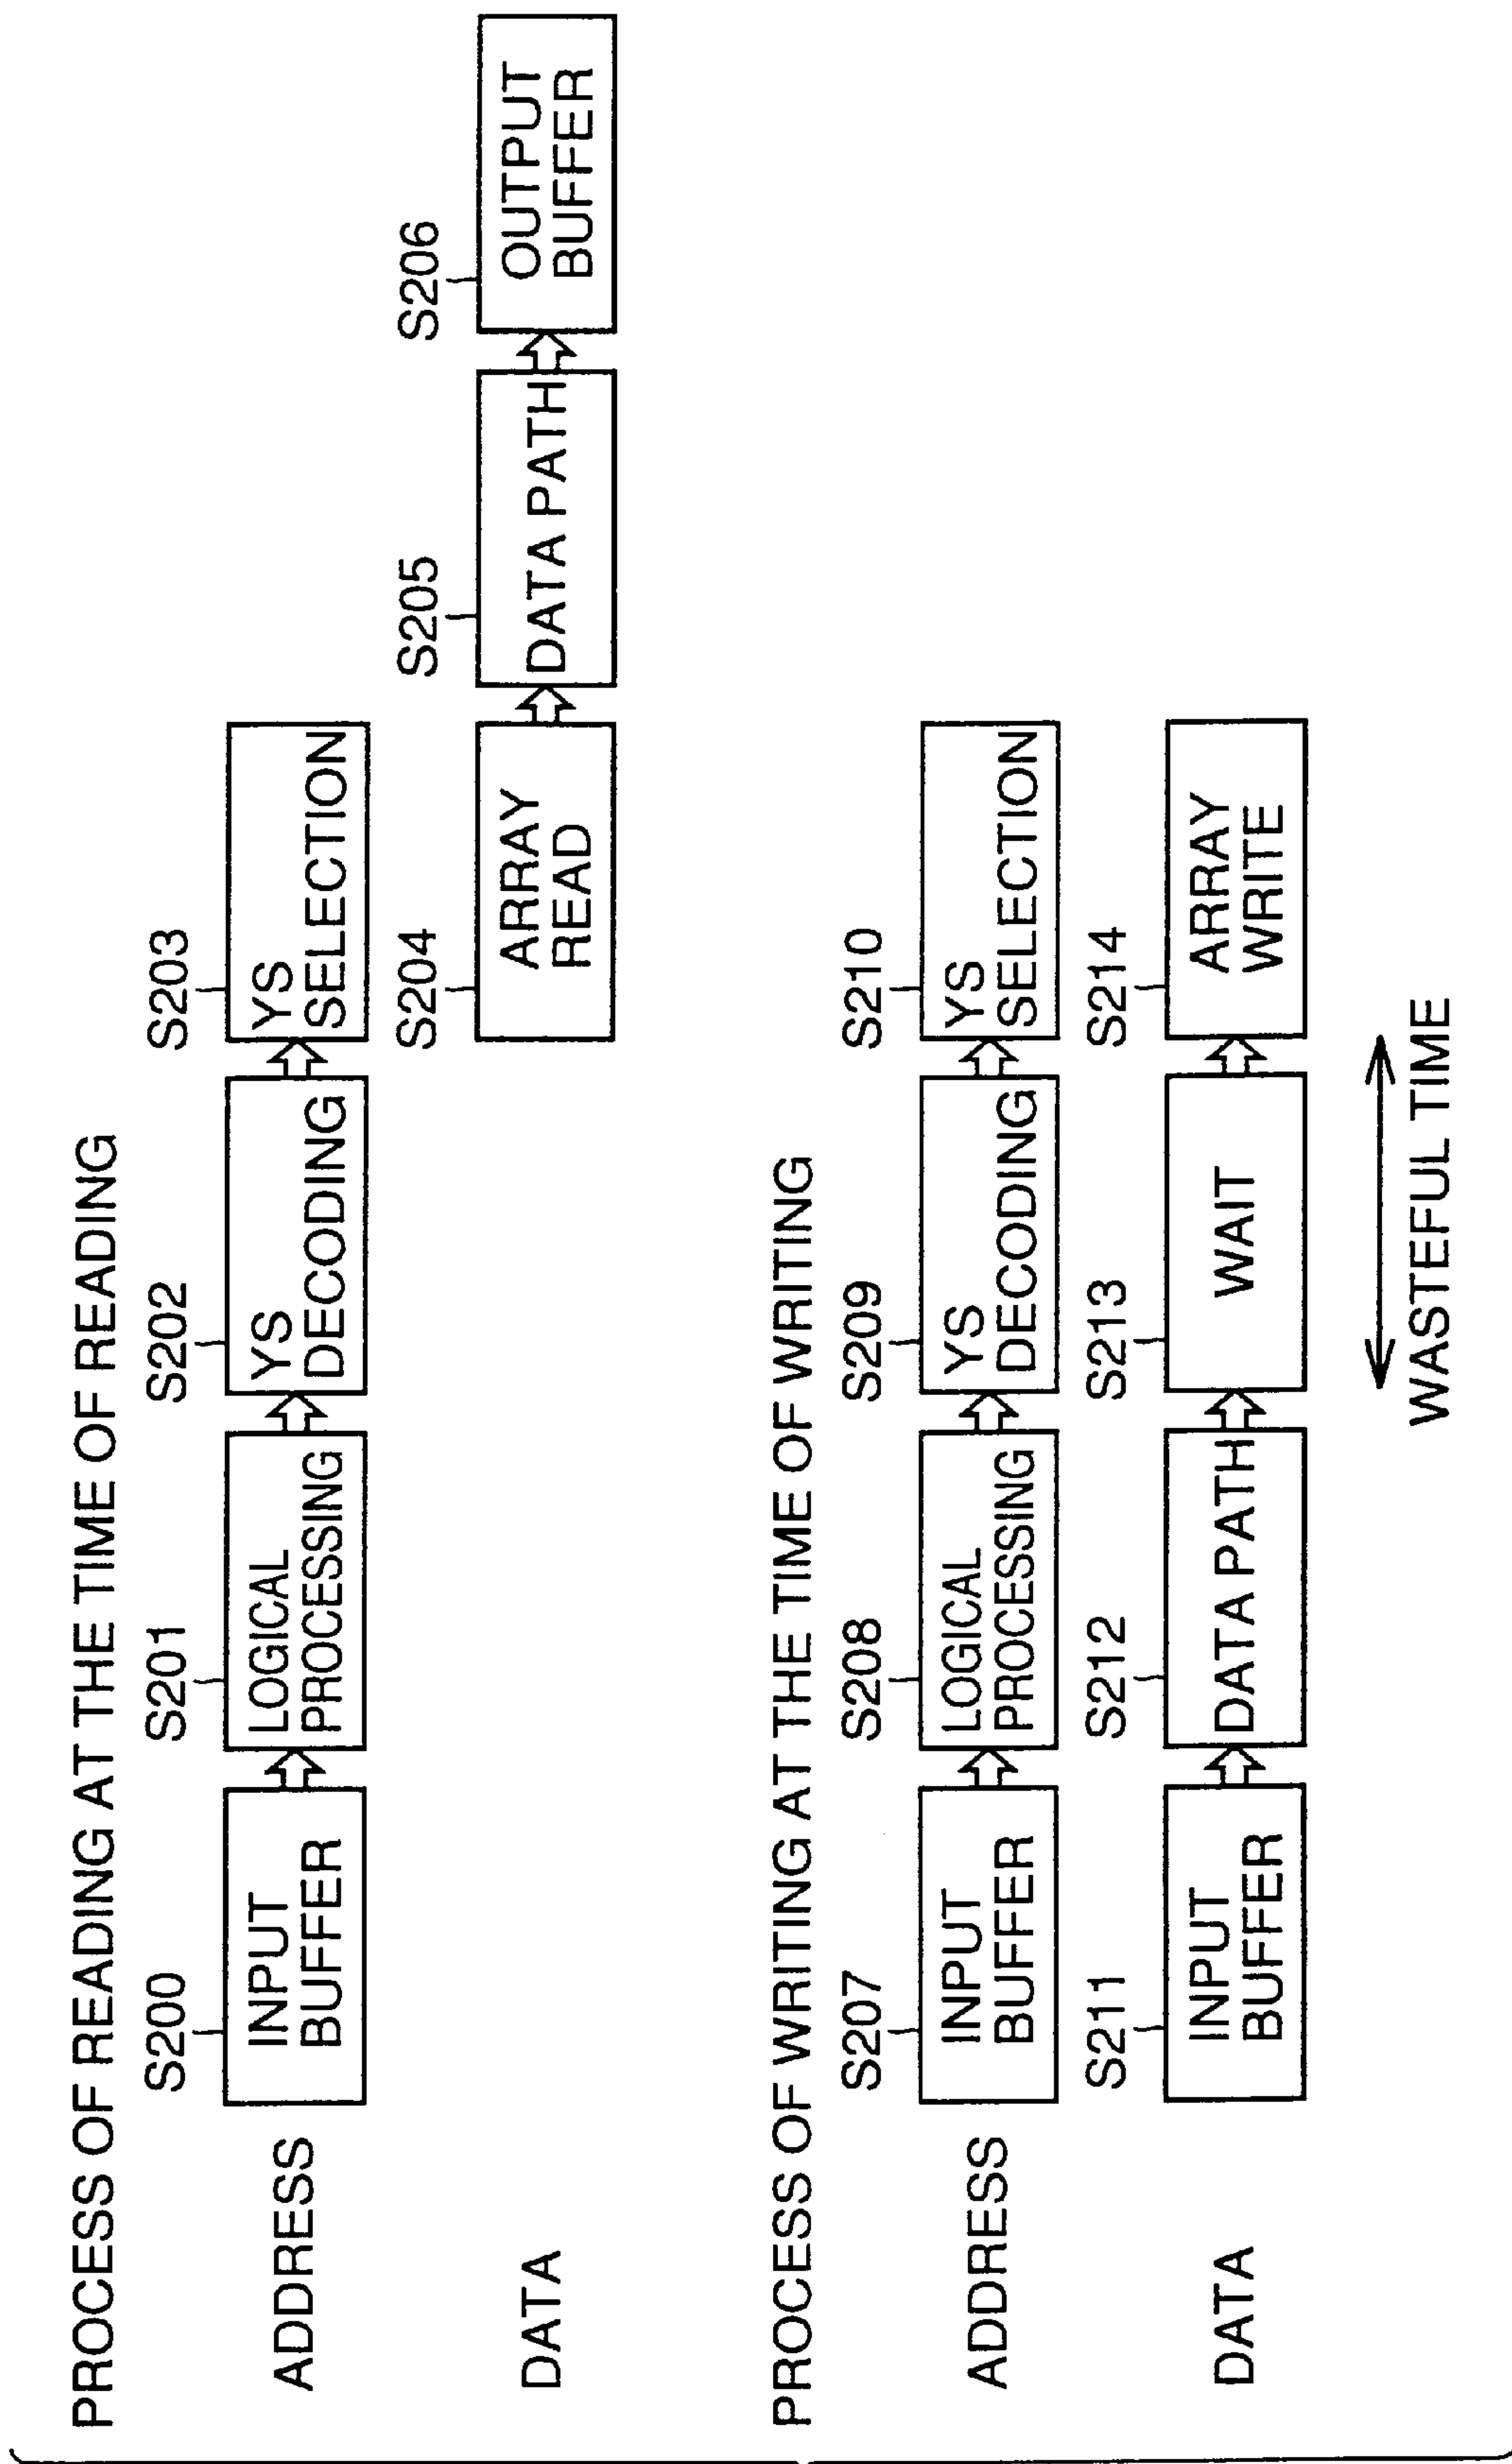 PROCESS OF READING AT THE TIME OF READING
S200
S201
S202
S203
ADDRESS
INPUT
BUFFER
LOGICAL
PROCESSING
YS
DECODING
YS
SELECTION
S204
S205
S206
DATA
ARRAY
READ
DATA PATH
OUTPUT
BUFFER
PROCESS OF WRITING AT THE TIME OF WRITING
S207
S208
S209
S210
ADDRESS
INPUT
BUFFER
LOGICAL
PROCESSING
YS
DECODING
YS
SELECTION
S211
S212
S213
S214
DATA
INPUT
BUFFER
DATA PATH
WAIT
ARRAY
WRITE
WASTEFUL TIME